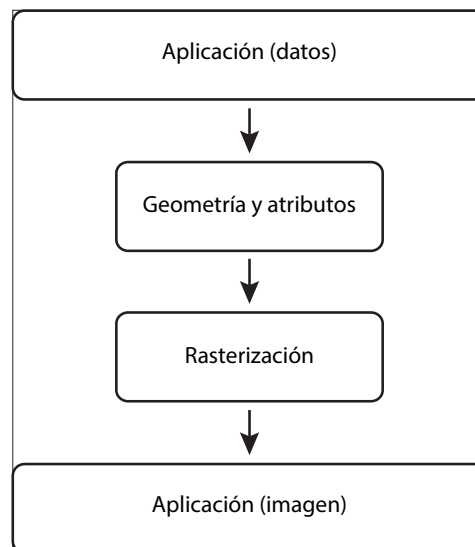 Aplicación (datos)
Geometría y atributos
Rasterización
Aplicación (imagen)